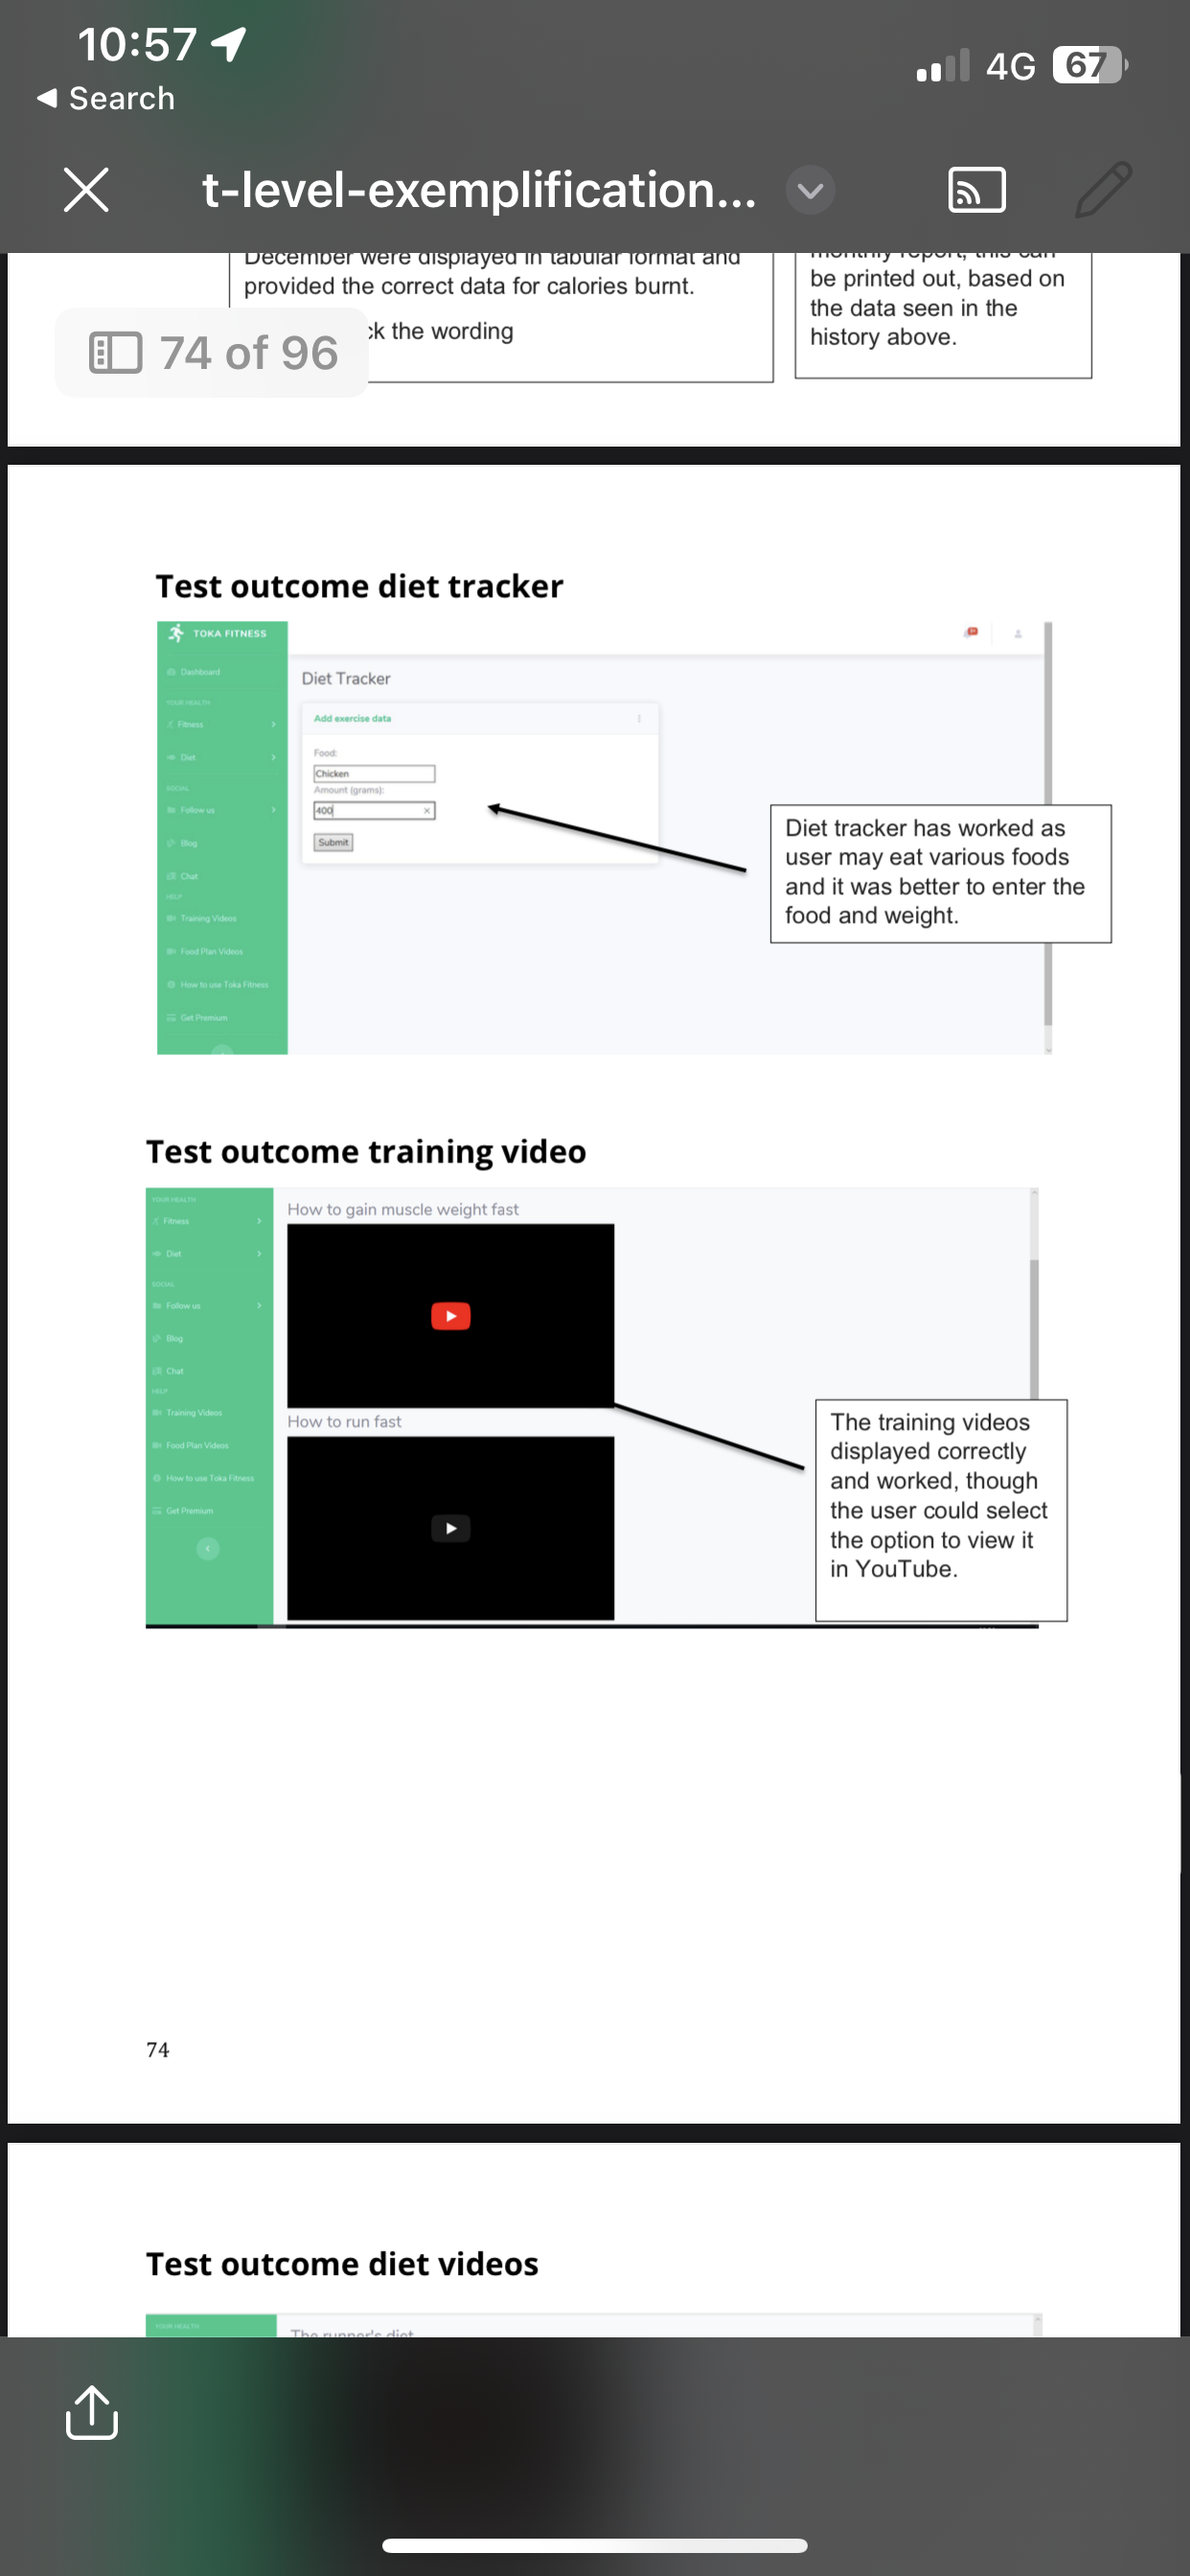 10:57
Search
4G 67
t-level-exemplification...
December were displayed in tabular format and
provided the correct data for calories burnt.
ck the wording
monthly report, this can
be printed out, based on
the data seen in the
history above.
74 of 96
Test outcome diet tracker
TOKA FITNESS
Dashboard
YOUR HEALTH
Fitness
Diet
SOCIAL
Follow us
Blog
Chat
HELP
Training Videos
Food Plan Videos
How to use Toka Fitness
Get Premium
Diet Tracker
Add exercise data
Food:
Chicken
Amount (grams):
400
Submit
Diet tracker has worked as
user may eat various foods
and it was better to enter the
food and weight.
Test outcome training video
YOUR HEALTH
Fitness
Diet
SOCIAL
Follow us
Blog
Chat
HELP
Training Videos
Food Plan Videos
How to use Toka Fitness
Get Premium
How to gain muscle weight fast
How to run fast
The training videos
displayed correctly
and worked, though
the user could select
the option to view it
in YouTube.
74
Test outcome diet videos
YOUR HEALTH
The runner's diet